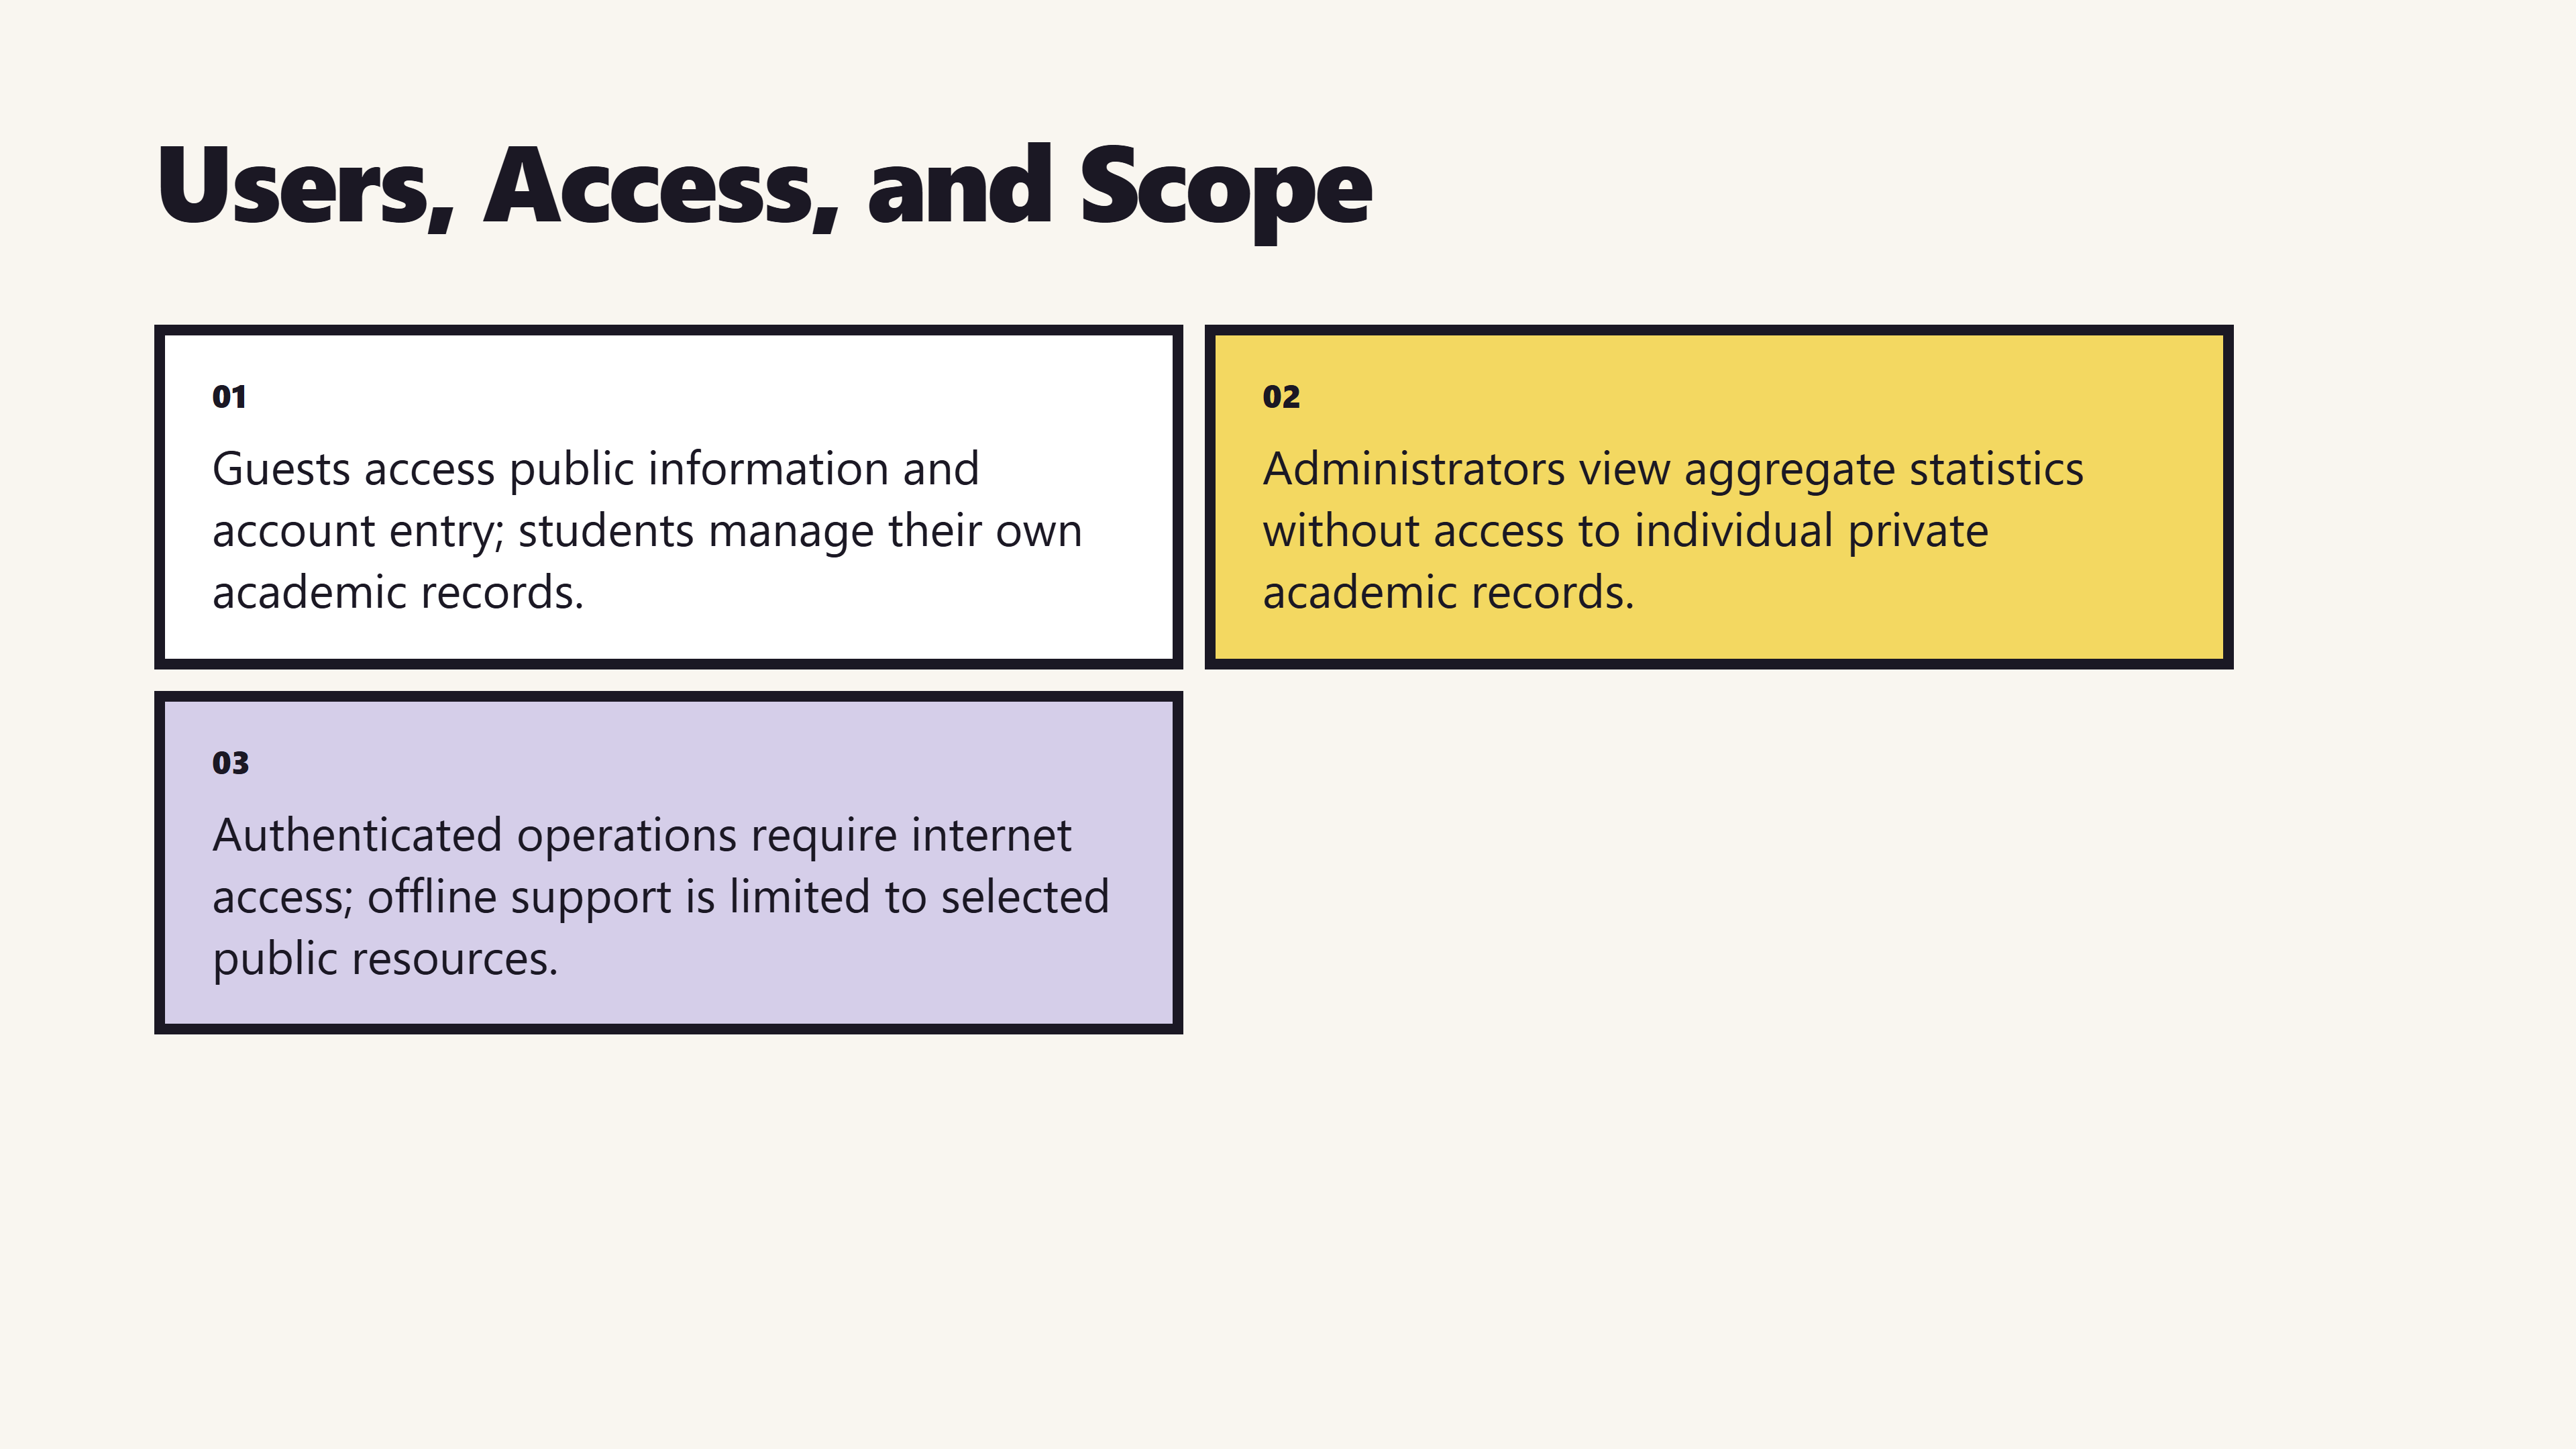 Users, Access, and Scope
01
Guests access public information and
account entry; students manage their own
academic records.
02
Administrators view aggregate statistics
without access to individual private
academic records.
03
Authenticated operations require internet
access; offline support is limited to selected
public resources.